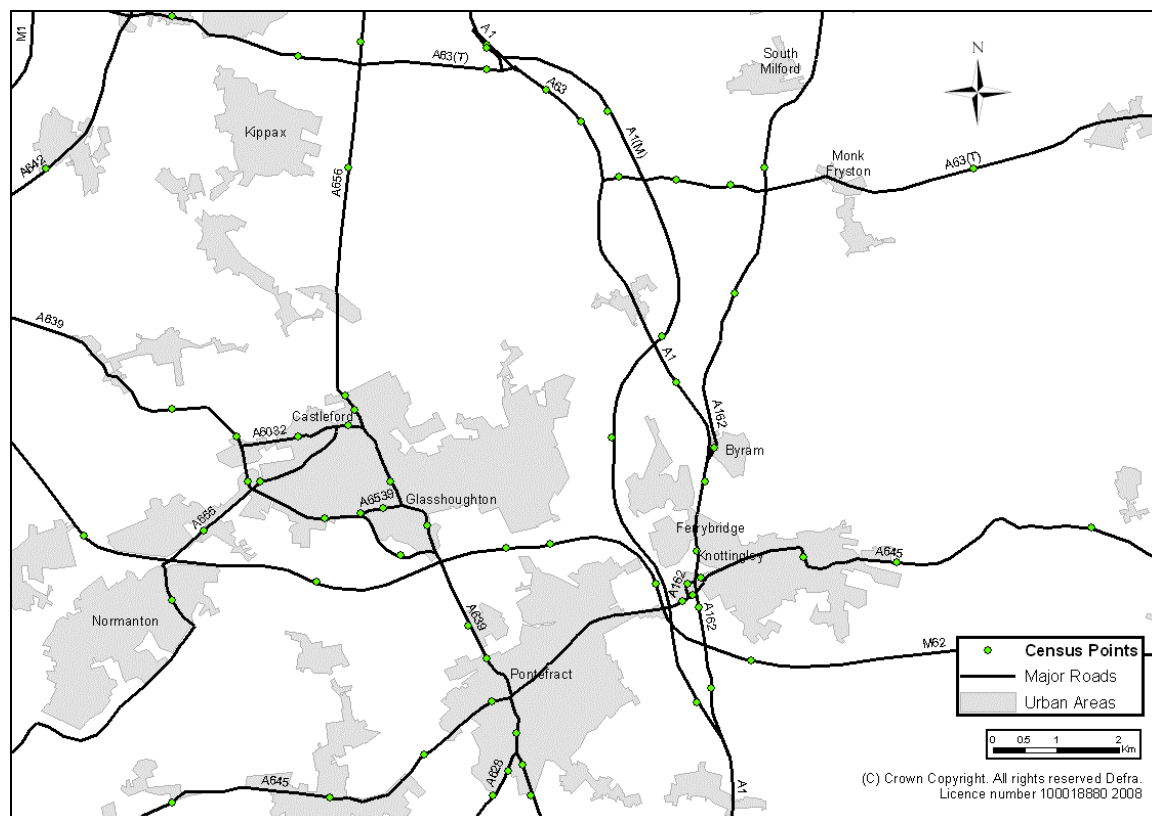 M1
A1
A63(T)
A63
South
Milford
N
Kippax
A1(M)
A642
A656
Monk
Fryston
A63(T)
A639
A1
Castleford
A6032
A162
Byram
A6539
Glasshoughton
A655
Ferrybridge
Knottingley
A645
A162
Normanton
A639
A162
M62
Pontefract
Census Points
Major Roads
Urban Areas
0 0.5 1 2
Km
A628
A645
A1
(C) Crown Copyright. All rights reserved Defra.
Licence number 100018880 2008